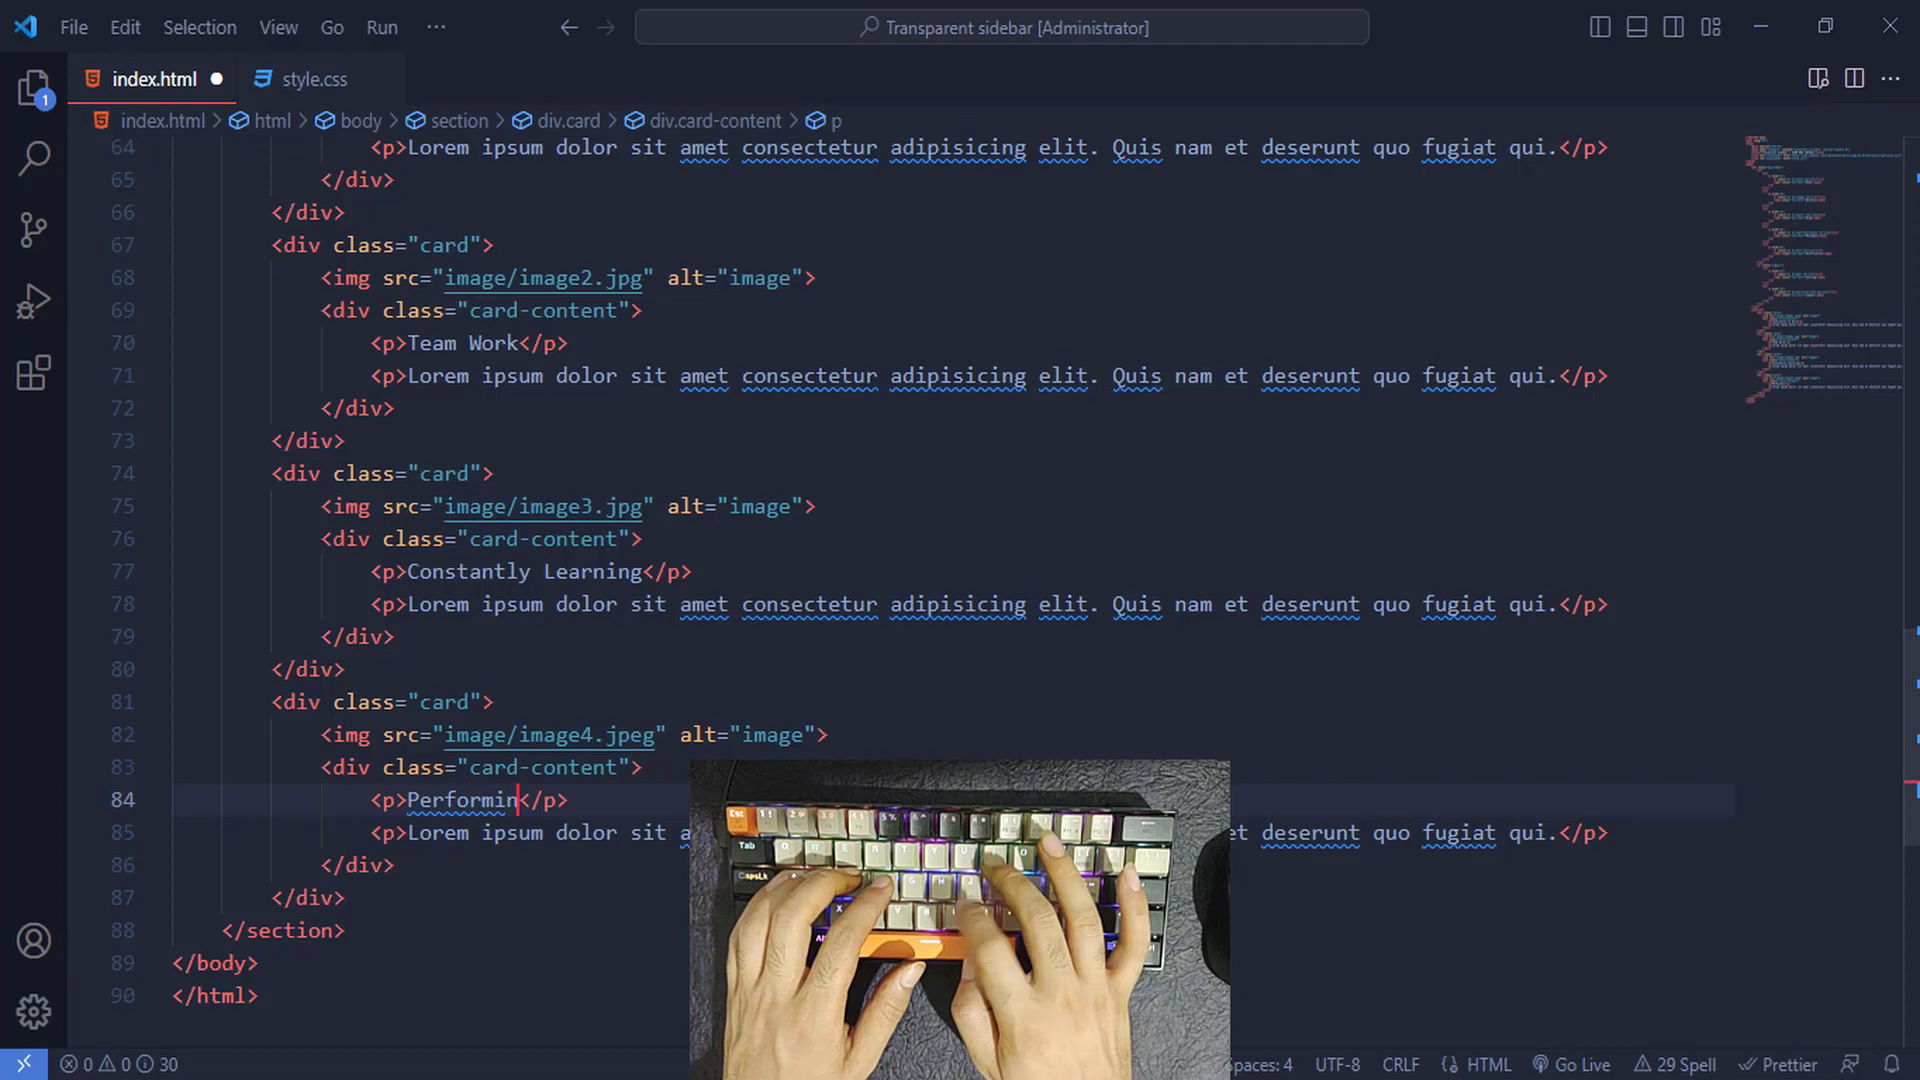 File Edit Selection View Go Run ··· Transparent sidebar [Administrator]
index.html style.css
index.html > html > body > section > div.card > div.card-content > p
64 <p>Lorem ipsum dolor sit amet consectetur adipisicing elit. Quis nam et deserunt quo fugiat qui.</p>
65 </div>
66 </div>
67 <div class="card">
68 <img src="image/image2.jpg" alt="image">
69 <div class="card-content">
70 <p>Team Work</p>
71 <p>Lorem ipsum dolor sit amet consectetur adipisicing elit. Quis nam et deserunt quo fugiat qui.</p>
72 </div>
73 </div>
74 <div class="card">
75 <img src="image/image3.jpg" alt="image">
76 <div class="card-content">
77 <p>Constantly Learning</p>
78 <p>Lorem ipsum dolor sit amet consectetur adipisicing elit. Quis nam et deserunt quo fugiat qui.</p>
79 </div>
80 </div>
81 <div class="card">
82 <img src="image/image4.jpeg" alt="image">
83 <div class="card-content">
84 <p>Performin</p>
85 <p>Lorem ipsum dolor sit a et deserunt quo fugiat qui.</p>
86 </div>
87 </div>
88 </section>
89 </body>
90 </html>
1
Esc
Tab
CapsLk
0 0 30 Spaces: 4 UTF-8 CRLF {} HTML Go Live 29 Spell Prettier